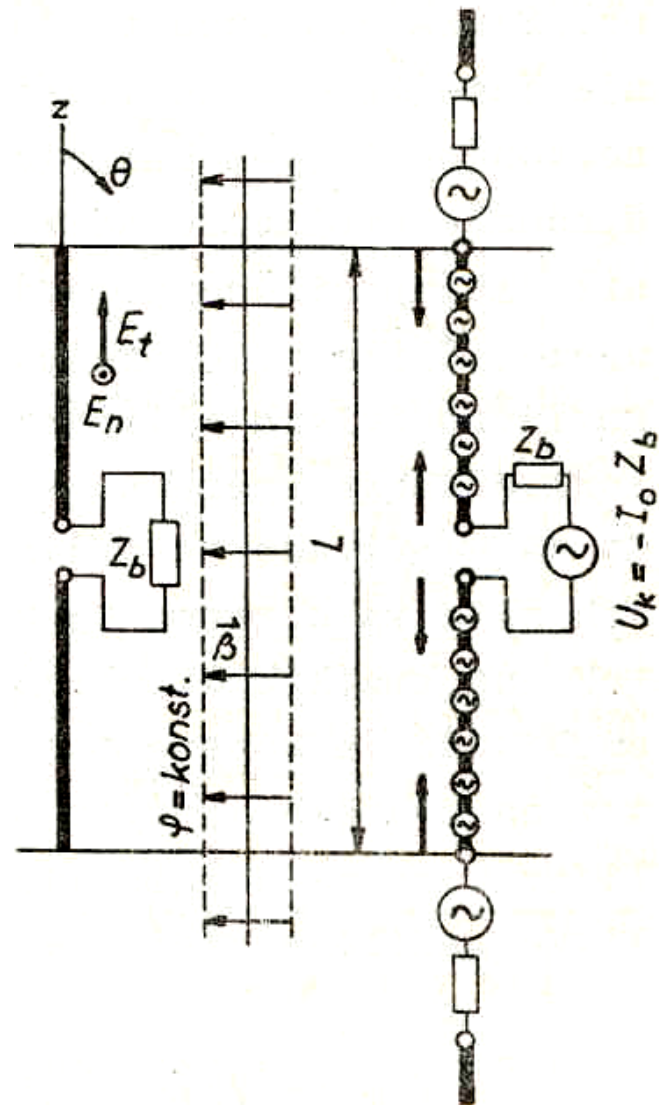 z
θ
E_t
E_n
Z_b
φ = konst.
β
L
Z_b
U_k = -I_0 Z_b